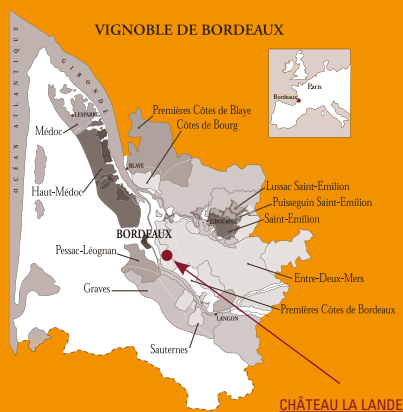 VIGNOBLE DE BORDEAUX
OCÉAN ATLANTIQUE
GIRONDE
Paris
Bordeaux
LESPARRE
Médoc
Premières Côtes de Blaye
Côtes de Bourg
BLAYE
Haut-Médoc
Lussac Saint-Emilion
Puisseguin Saint-Emilion
LIBOURNE
Saint-Emilion
BORDEAUX
Pessac-Léognan
Entre-Deux-Mers
Graves
Premières Côtes de Bordeaux
LANGON
Sauternes
CHÂTEAU LA LANDE